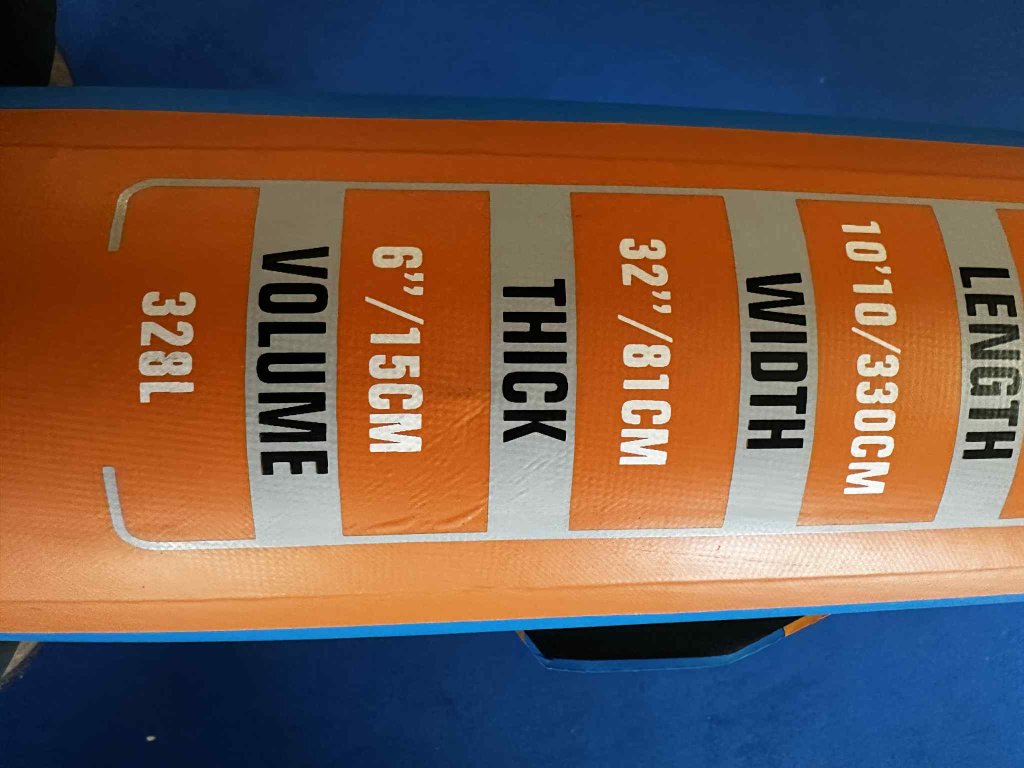 LENGTH
10'10/330CM
WIDTH
32"/81CM
THICK
6"/15CM
VOLUME
328L